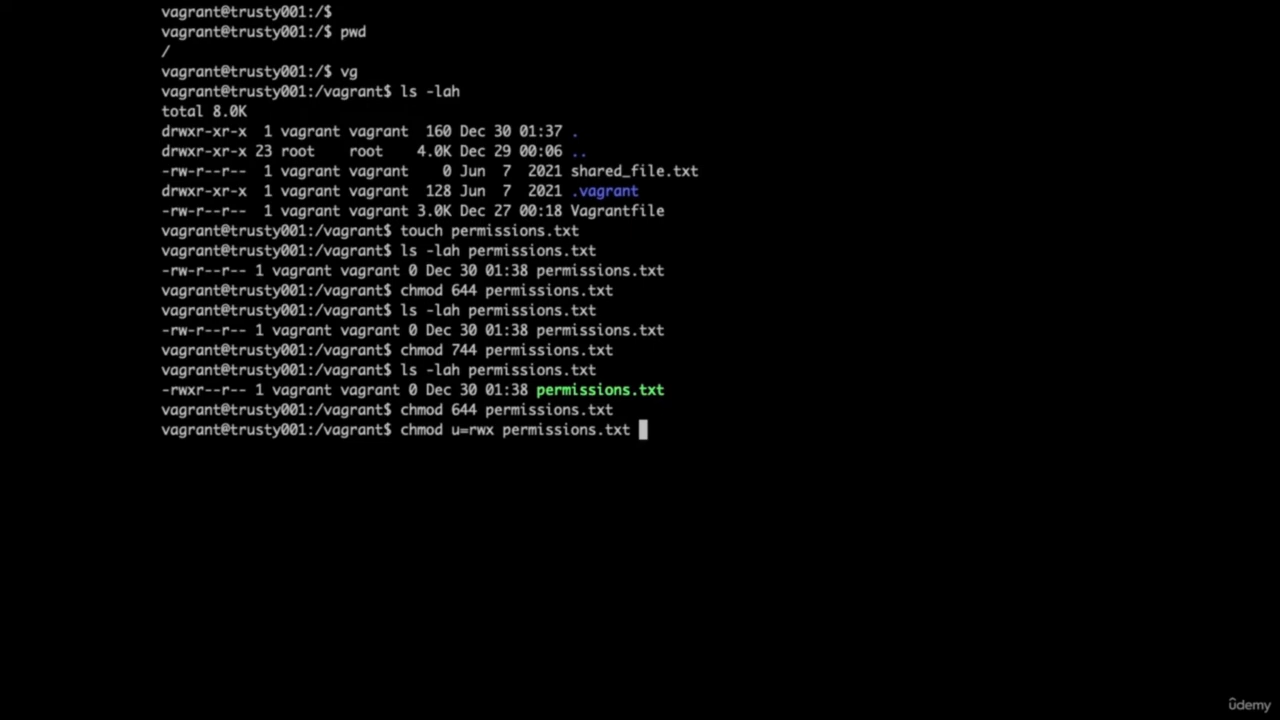 vagrant@trusty001:/$
vagrant@trusty001:/$ pwd
/
vagrant@trusty001:/$ vg
vagrant@trusty001:/vagrant$ ls -lah
total 8.0K
drwxr-xr-x  1 vagrant vagrant  160 Dec 30 01:37 .
drwxr-xr-x 23 root    root    4.0K Dec 29 00:06 ..
-rw-r--r--  1 vagrant vagrant    0 Jun  7  2021 shared_file.txt
drwxr-xr-x  1 vagrant vagrant  128 Jun  7  2021 .vagrant
-rw-r--r--  1 vagrant vagrant 3.0K Dec 27 00:18 Vagrantfile
vagrant@trusty001:/vagrant$ touch permissions.txt
vagrant@trusty001:/vagrant$ ls -lah permissions.txt
-rw-r--r-- 1 vagrant vagrant 0 Dec 30 01:38 permissions.txt
vagrant@trusty001:/vagrant$ chmod 644 permissions.txt
vagrant@trusty001:/vagrant$ ls -lah permissions.txt
-rw-r--r-- 1 vagrant vagrant 0 Dec 30 01:38 permissions.txt
vagrant@trusty001:/vagrant$ chmod 744 permissions.txt
vagrant@trusty001:/vagrant$ ls -lah permissions.txt
-rwxr--r-- 1 vagrant vagrant 0 Dec 30 01:38 permissions.txt
vagrant@trusty001:/vagrant$ chmod 644 permissions.txt
vagrant@trusty001:/vagrant$ chmod u=rwx permissions.txt
ûdemy